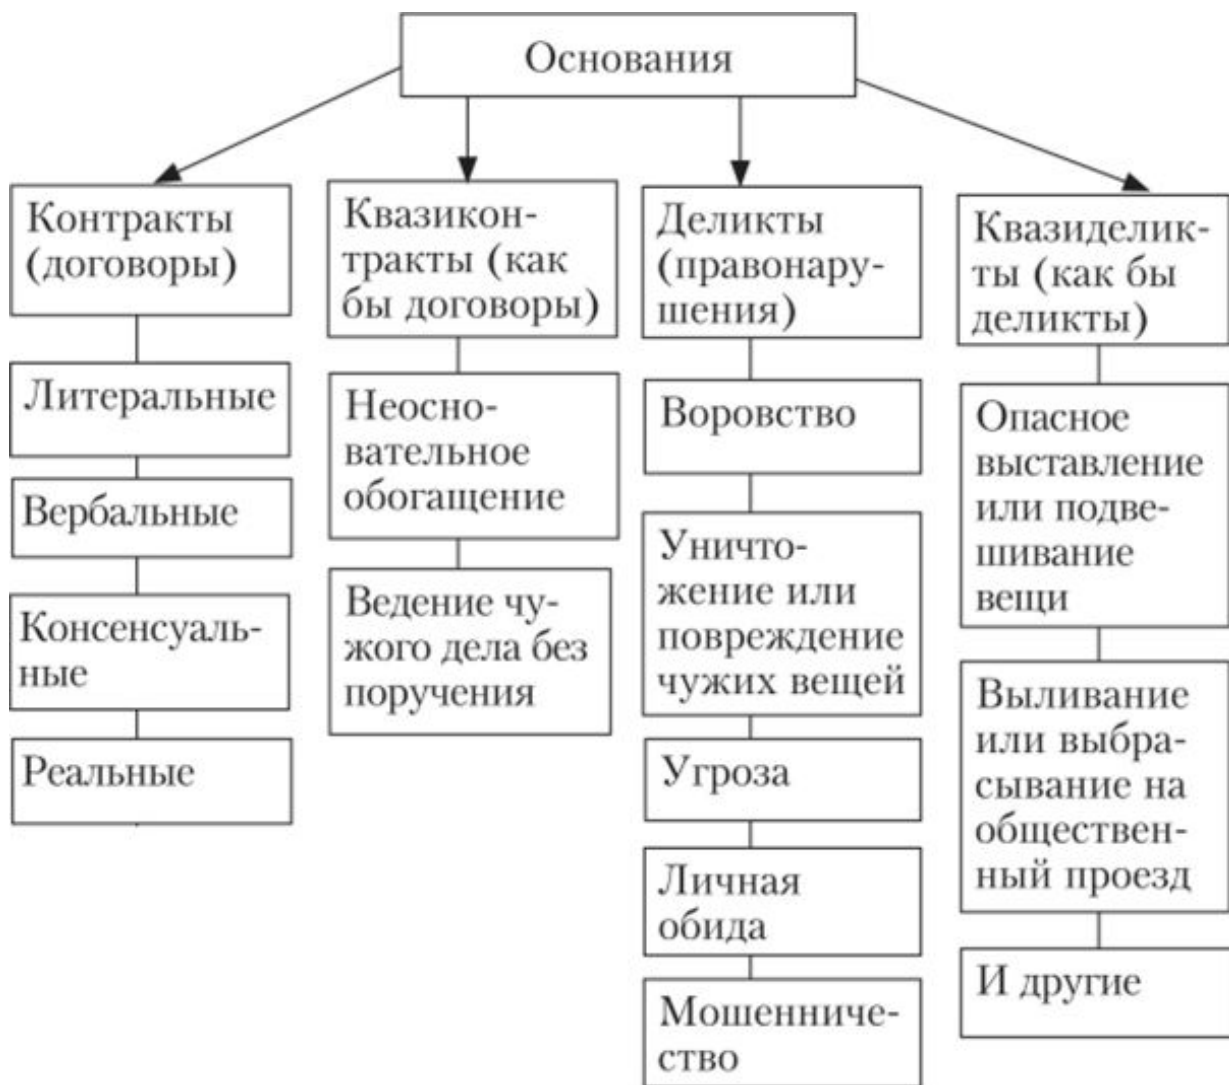 Основания
Контракты
(договоры)
Литеральные
Вербальные
Консенсуаль-
ные
Реальные
Квазикон-
тракты (как
бы договоры)
Неосно-
вательное
обогащение
Ведение чу-
жого дела без
поручения
Деликты
(правонару-
шения)
Воровство
Уничто-
жение или
повреждение
чужих вещей
Угроза
Личная
обида
Мошенниче-
ство
Квазиделик-
ты (как бы
деликты)
Опасное
выставление
или подве-
шивание
вещи
Выливание
или выбра-
сывание на
обществен-
ный проезд
И другие